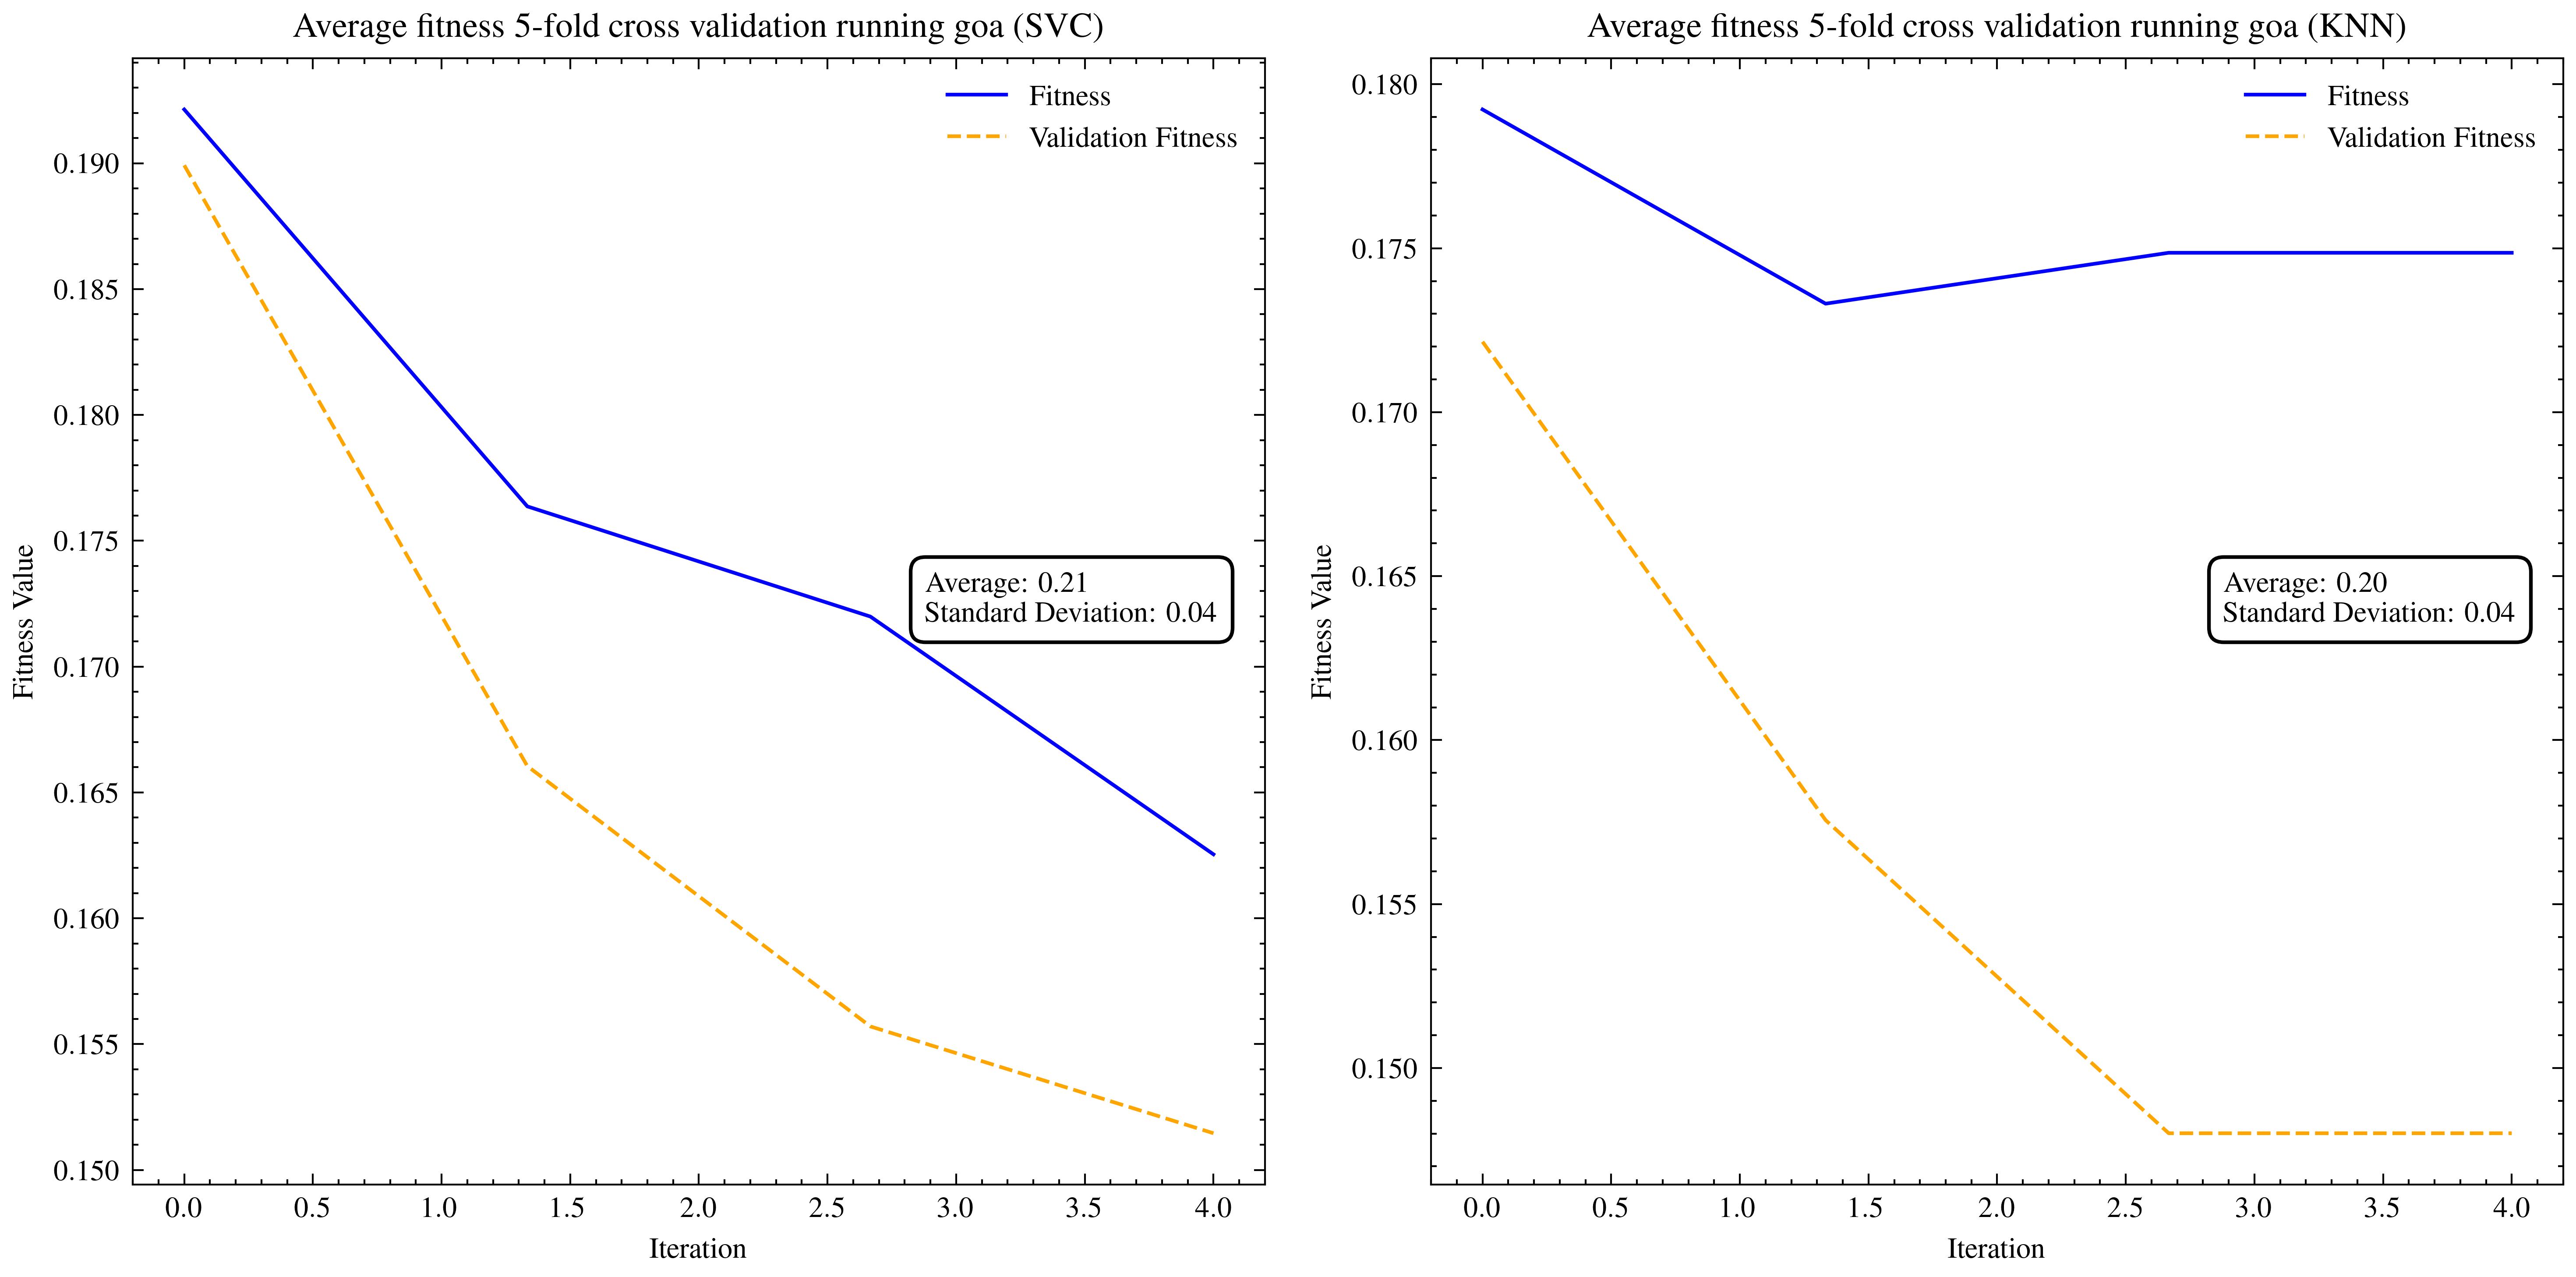 Average fitness 5-fold cross validation running goa (SVC)
Fitness
Validation Fitness
0.190
0.185
0.180
0.175
0.170
0.165
0.160
0.155
0.150
Fitness Value
Average: 0.21
Standard Deviation: 0.04
0.0 0.5 1.0 1.5 2.0 2.5 3.0 3.5 4.0
Iteration
Average fitness 5-fold cross validation running goa (KNN)
Fitness
Validation Fitness
0.180
0.175
0.170
0.165
0.160
0.155
0.150
Fitness Value
Average: 0.20
Standard Deviation: 0.04
0.0 0.5 1.0 1.5 2.0 2.5 3.0 3.5 4.0
Iteration